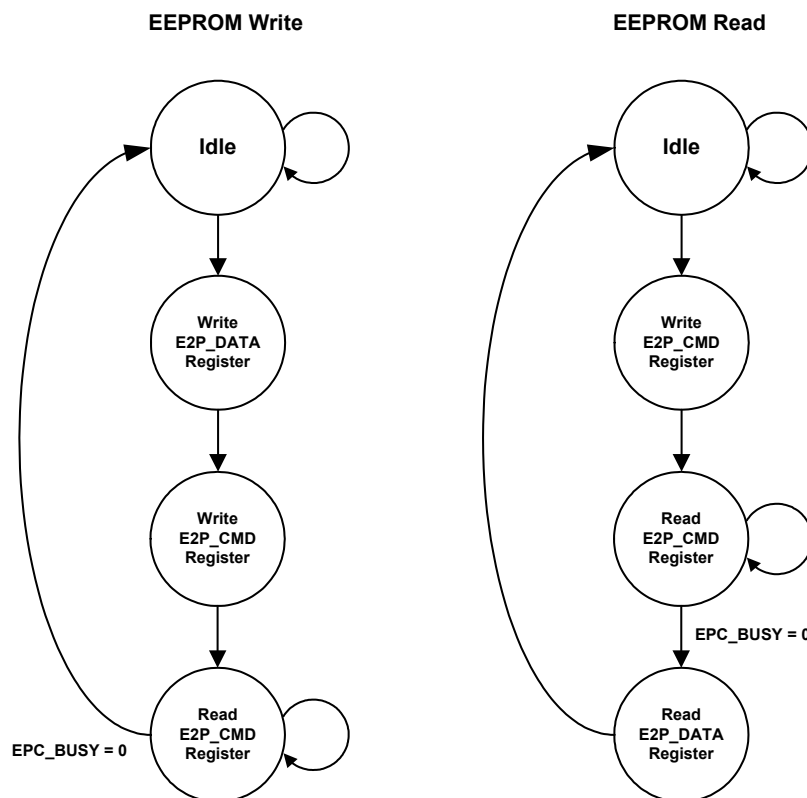 EEPROM Write
Idle
Write
E2P_DATA
Register
Write
E2P_CMD
Register
Read
E2P_CMD
Register
EPC_BUSY = 0
EEPROM Read
Idle
Write
E2P_CMD
Register
Read
E2P_CMD
Register
EPC_BUSY = 0
Read
E2P_DATA
Register